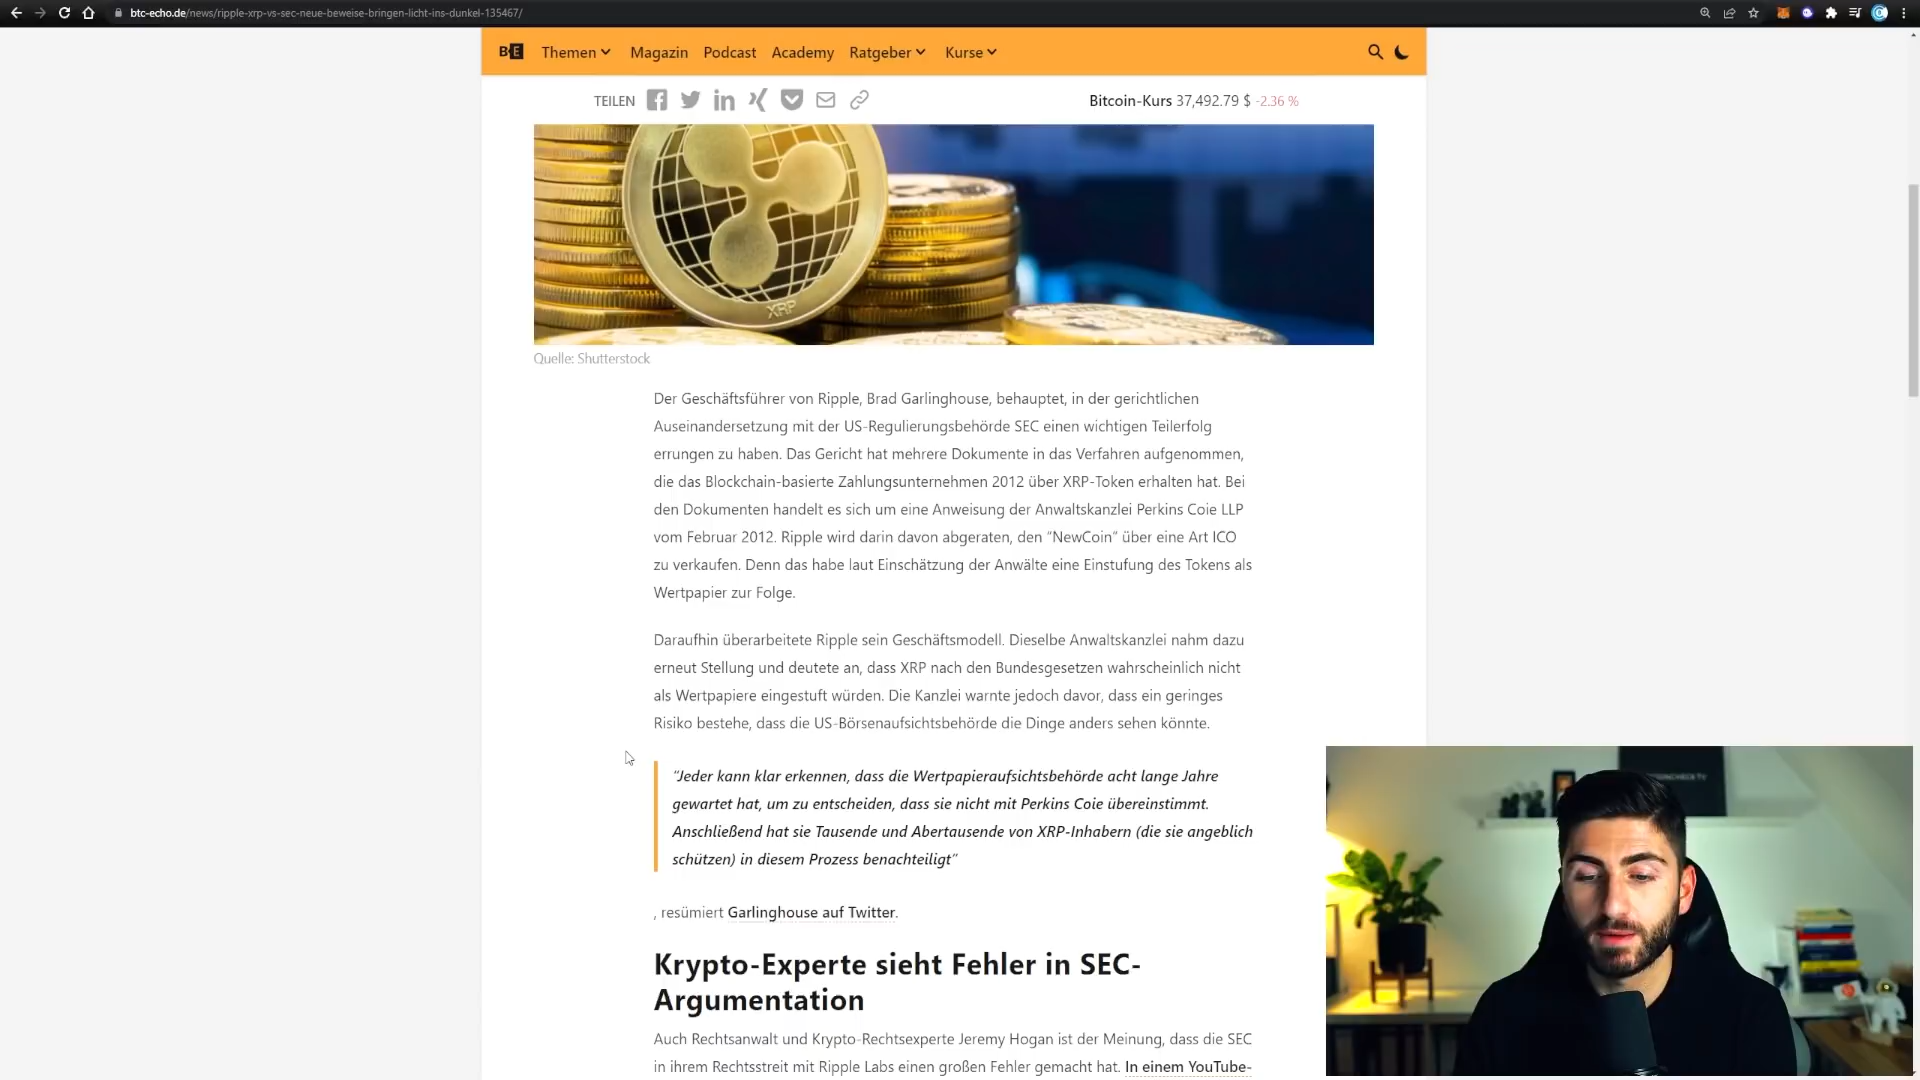 btc-echo.de/news/ripple-xrp-vs-sec-neue-beweise-bringen-licht-ins-dunkel-135467/
BE Themen Magazin Podcast Academy Ratgeber Kurse
TEILEN
Bitcoin-Kurs 37,492.79 $ -2.36 %
XRP
Quelle: Shutterstock
Der Geschäftsführer von Ripple, Brad Garlinghouse, behauptet, in der gerichtlichen
Auseinandersetzung mit der US-Regulierungsbehörde SEC einen wichtigen Teilerfolg
errungen zu haben. Das Gericht hat mehrere Dokumente in das Verfahren aufgenommen,
die das Blockchain-basierte Zahlungsunternehmen 2012 über XRP-Token erhalten hat. Bei
den Dokumenten handelt es sich um eine Anweisung der Anwaltskanzlei Perkins Coie LLP
vom Februar 2012. Ripple wird darin davon abgeraten, den “NewCoin” über eine Art ICO
zu verkaufen. Denn das habe laut Einschätzung der Anwälte eine Einstufung des Tokens als
Wertpapier zur Folge.
Daraufhin überarbeitete Ripple sein Geschäftsmodell. Dieselbe Anwaltskanzlei nahm dazu
erneut Stellung und deutete an, dass XRP nach den Bundesgesetzen wahrscheinlich nicht
als Wertpapiere eingestuft würden. Die Kanzlei warnte jedoch davor, dass ein geringes
Risiko bestehe, dass die US-Börsenaufsichtsbehörde die Dinge anders sehen könnte.
“Jeder kann klar erkennen, dass die Wertpapieraufsichtsbehörde acht lange Jahre
gewartet hat, um zu entscheiden, dass sie nicht mit Perkins Coie übereinstimmt.
Anschließend hat sie Tausende und Abertausende von XRP-Inhabern (die sie angeblich
schützen) in diesem Prozess benachteiligt”
, resümiert Garlinghouse auf Twitter.
Krypto-Experte sieht Fehler in SEC-
Argumentation
Auch Rechtsanwalt und Krypto-Rechtsexperte Jeremy Hogan ist der Meinung, dass die SEC
in ihrem Rechtsstreit mit Ripple Labs einen großen Fehler gemacht hat. In einem YouTube-